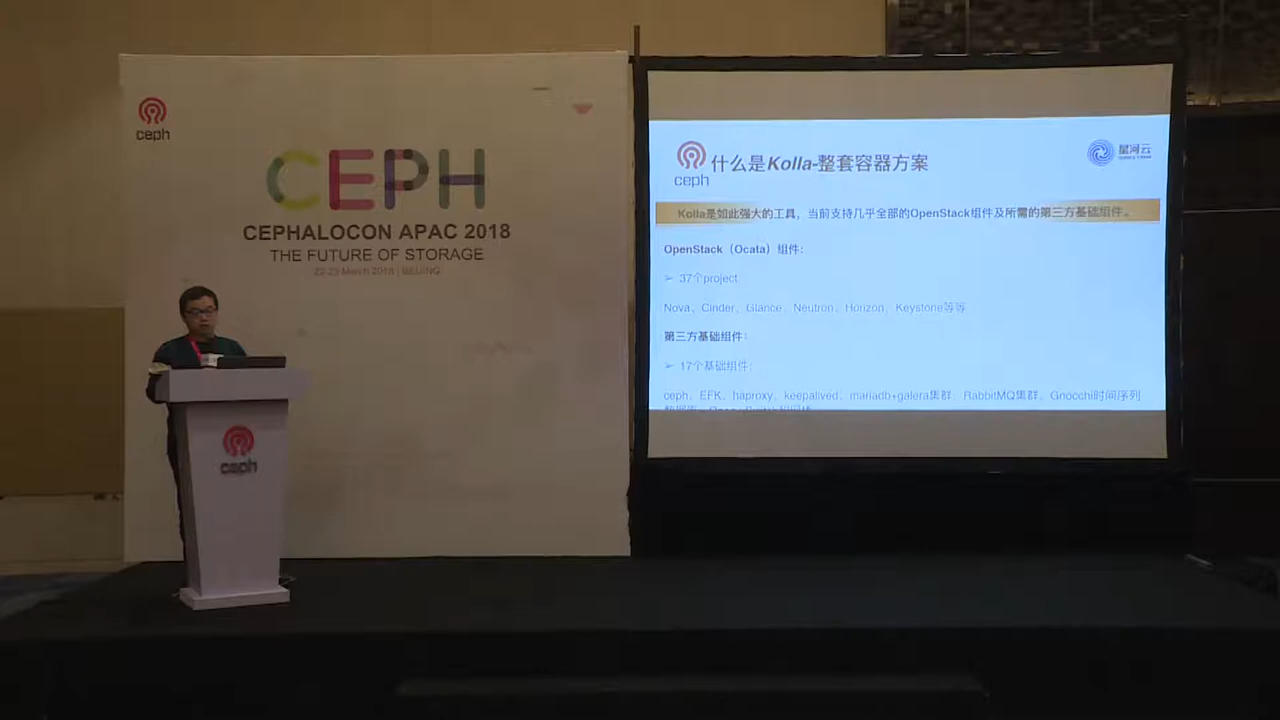 ceph
CEPH
CEPHALOCON APAC 2018
THE FUTURE OF STORAGE
22-23 March 2018 | BEIJING
ceph
ceph
什么是Kolla-整套容器方案
星河云
Kolla是如此强大的工具，当前支持几乎全部的OpenStack组件及所需的第三方基础组件。
OpenStack（Ocata）组件：
➢ 37个project
Nova、Cinder、Glance、Neutron、Horizon、Keystone等等
第三方基础组件：
➢ 17个基础组件：
ceph、EFK、haproxy、keepalived、mariadb+galera集群、RabbitMQ集群、Gnocchi时间序列